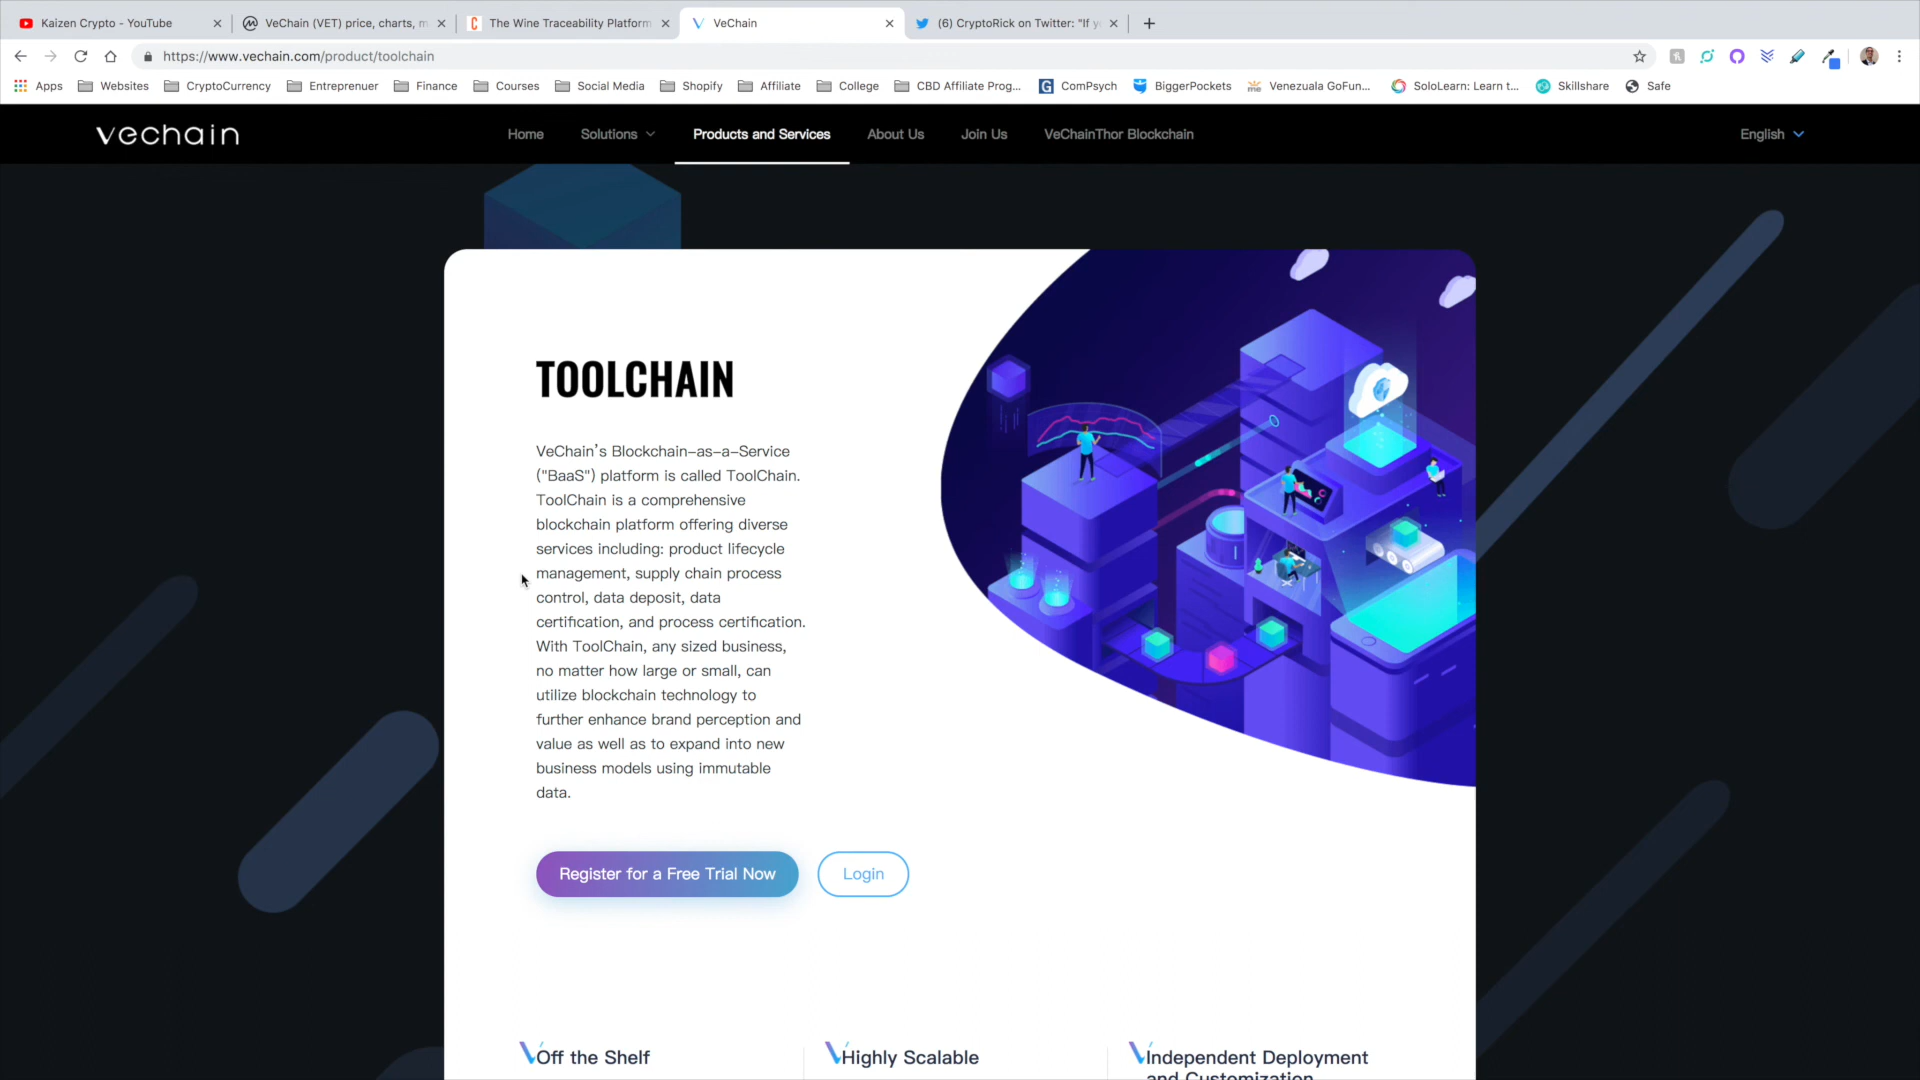 Kaizen Crypto - YouTube
VeChain (VET) price, charts, m
The Wine Traceability Platform
VeChain
(6) CryptoRick on Twitter: "If y
https://www.vechain.com/product/toolchain
Apps
Websites
CryptoCurrency
Entreprenuer
Finance
Courses
Social Media
Shopify
Affiliate
College
CBD Affiliate Prog...
ComPsych
BiggerPockets
Venezuala GoFun...
SoloLearn: Learn t...
Skillshare
Safe
vechain
Home
Solutions
Products and Services
About Us
Join Us
VeChainThor Blockchain
English
TOOLCHAIN
VeChain's Blockchain-as-a-Service
("BaaS") platform is called ToolChain.
ToolChain is a comprehensive
blockchain platform offering diverse
services including: product lifecycle
management, supply chain process
control, data deposit, data
certification, and process certification.
With ToolChain, any sized business,
no matter how large or small, can
utilize blockchain technology to
further enhance brand perception and
value as well as to expand into new
business models using immutable
data.
Register for a Free Trial Now
Login
Off the Shelf
Highly Scalable
Independent Deployment
and Customization